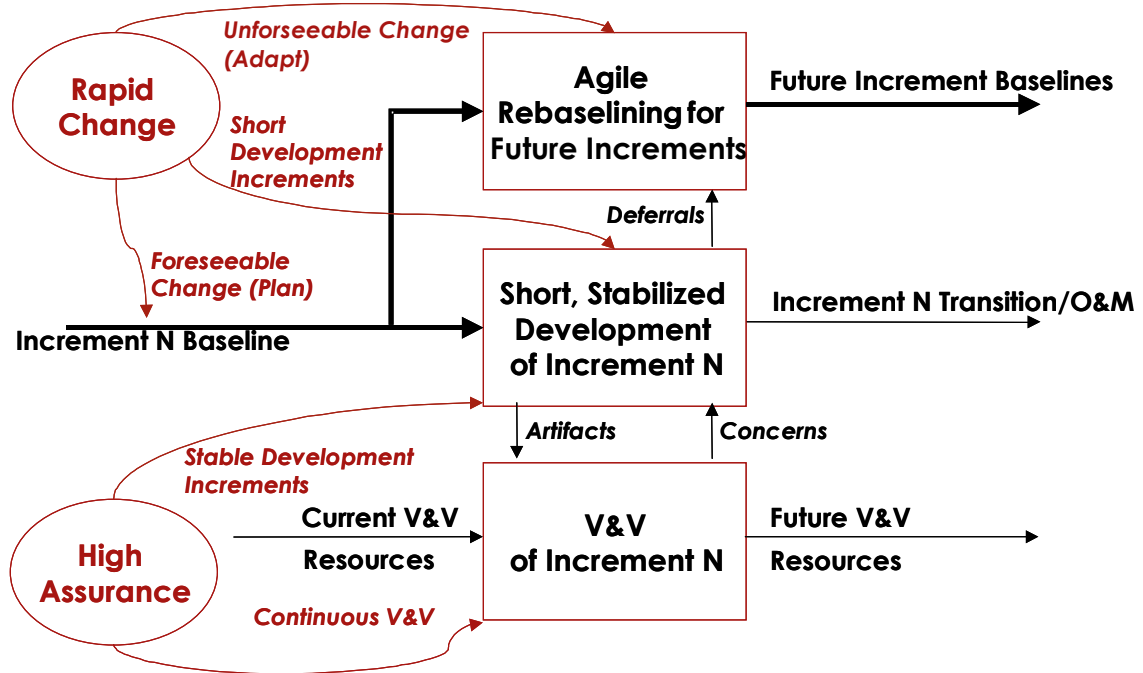 Unforseeable Change
(Adapt)
Rapid
Change
Short
Development
Increments
Agile
Rebaselining for
Future Increments
Future Increment Baselines
Deferrals
Foreseeable
Change (Plan)
Increment N Baseline
Short, Stabilized
Development
of Increment N
Increment N Transition/O&M
Artifacts
Concerns
Stable Development
Increments
High
Assurance
Current V&V
Resources
V&V
of Increment N
Future V&V
Resources
Continuous V&V